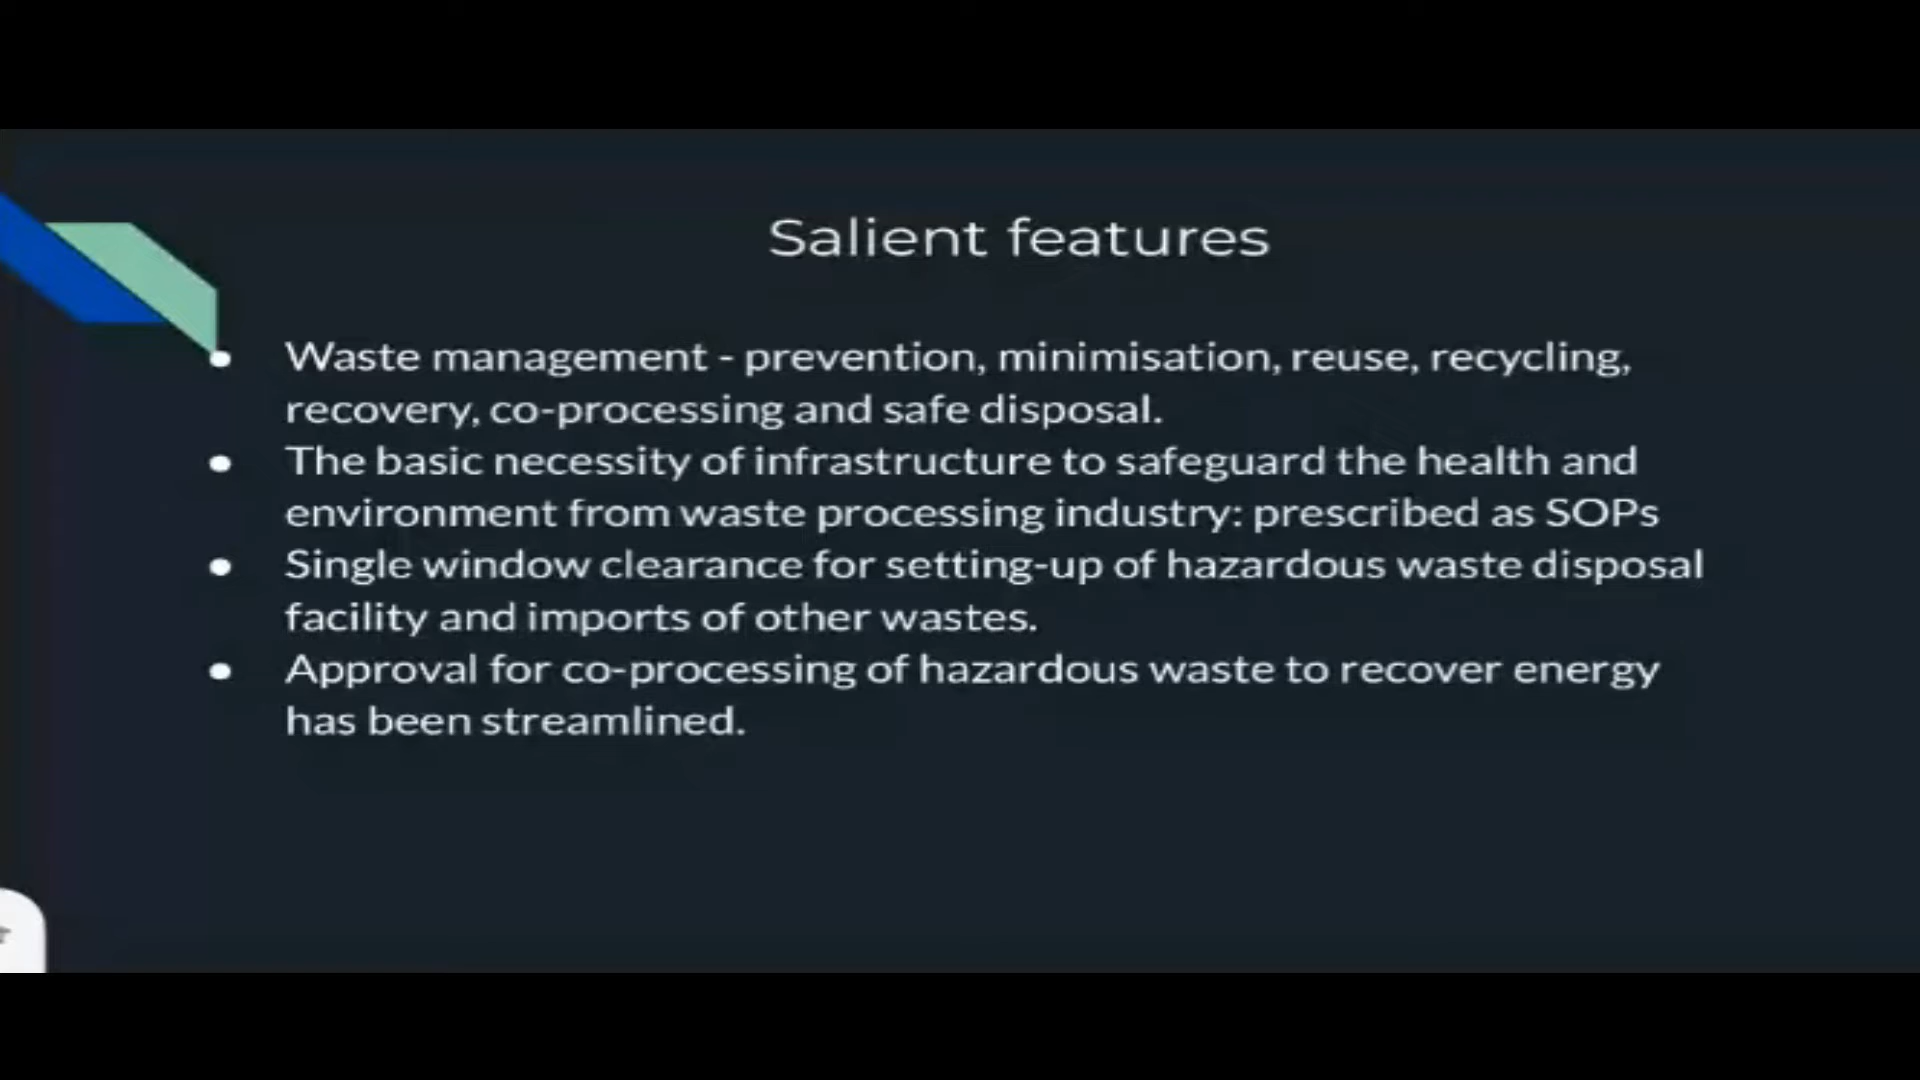 Salient features
Waste management - prevention, minimisation, reuse, recycling,
recovery, co-processing and safe disposal.
The basic necessity of infrastructure to safeguard the health and
environment from waste processing industry: prescribed as SOPs
Single window clearance for setting-up of hazardous waste disposal
facility and imports of other wastes.
Approval for co-processing of hazardous waste to recover energy
has been streamlined.